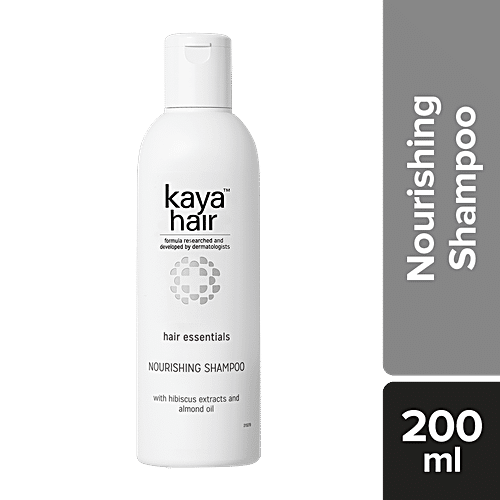 kaya™
hair
formula researched and
developed by dermatologists
hair essentials
NOURISHING SHAMPOO
with hibiscus extracts and
almond oil
Nourishing
Shampoo
200
ml